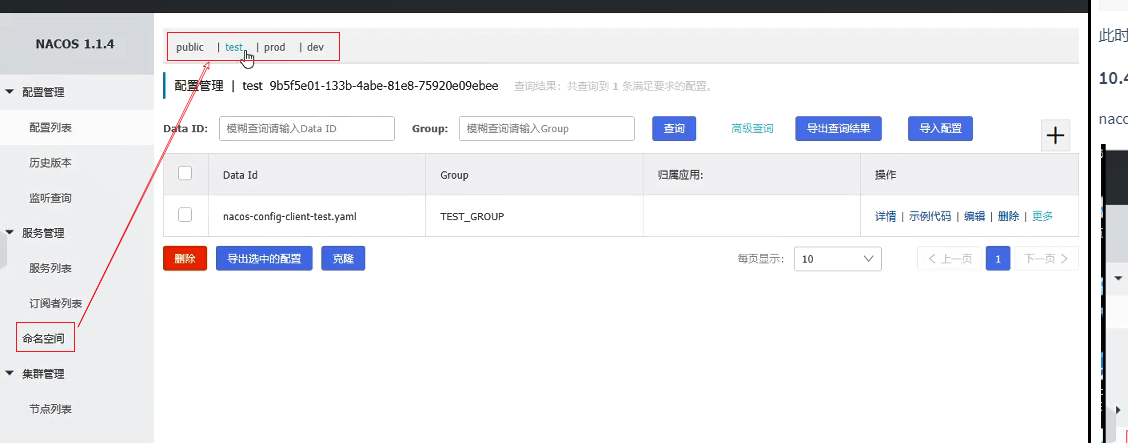 NACOS 1.1.4
配置管理
配置列表
历史版本
监听查询
服务管理
服务列表
订阅者列表
命名空间
集群管理
节点列表
public | test | prod | dev
配置管理 | test 9b5f5e01-133b-4abe-81e8-75920e09ebee 查询结果：共查询到 1 条满足要求的配置。
Data ID: 模糊查询请输入Data ID Group: 模糊查询请输入Group 查询 高级查询 导出查询结果 导入配置 +
Data Id Group 归属应用: 操作
nacos-config-client-test.yaml TEST_GROUP 详情 | 示例代码 | 编辑 | 删除 | 更多
删除 导出选中的配置 克隆 每页显示： 10 < 上一页 1 下一页 >
此时
10.4
naco